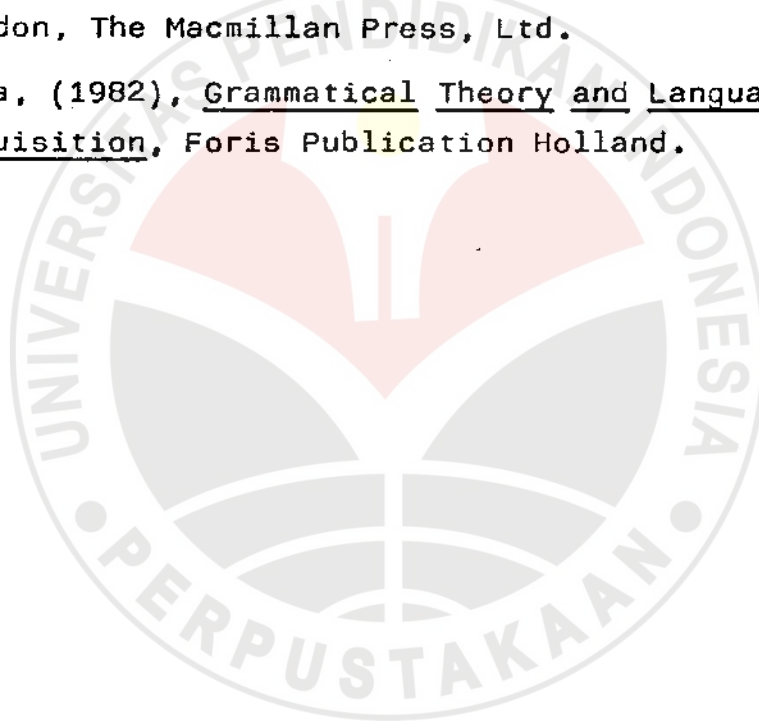 don, The Macmillan Press, Ltd.
a, (1982), Grammatical Theory and Langua
uisition, Foris Publication Holland.
UNIVERSITAS PENDIDIKAN INDONESIA
PERPUSTAKAAN